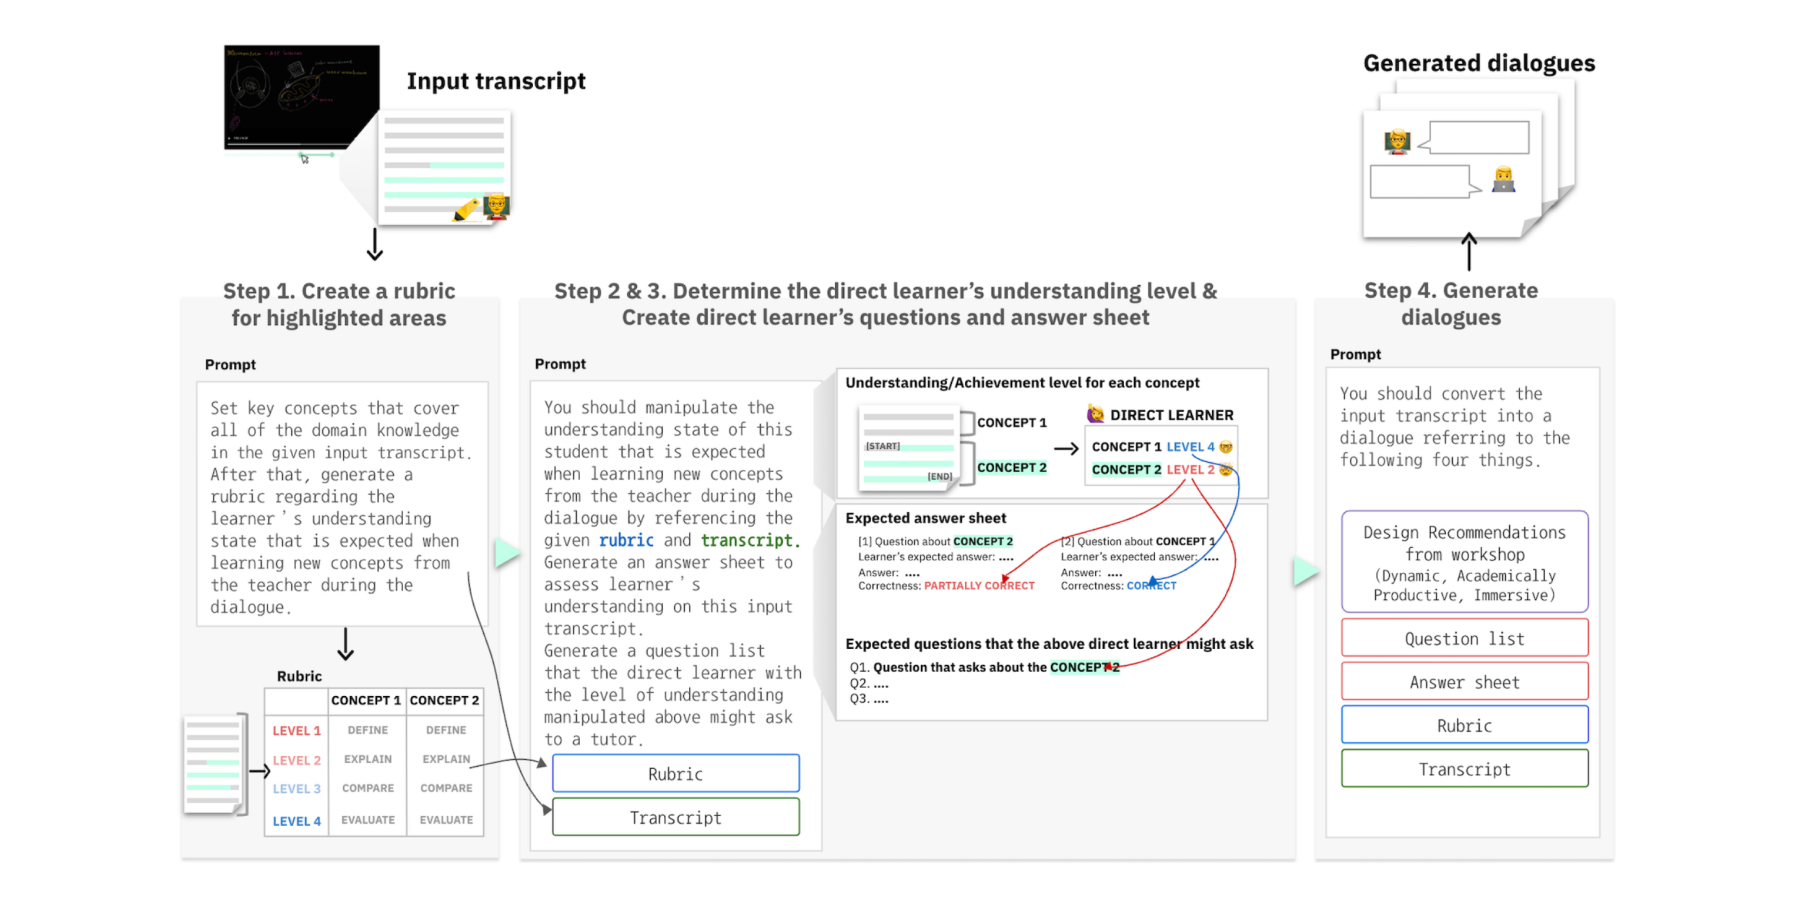 Input transcript
Generated dialogues
Step 1. Create a rubric
for highlighted areas
Prompt
Set key concepts that cover
all of the domain knowledge
in the given input transcript.
After that, generate a
rubric regarding the
learner's understanding
state that is expected when
learning new concepts from
the teacher during the
dialogue.
Rubric
CONCEPT 1 CONCEPT 2
LEVEL 1 DEFINE DEFINE
LEVEL 2 EXPLAIN EXPLAIN
LEVEL 3 COMPARE COMPARE
LEVEL 4 EVALUATE EVALUATE
Step 2 & 3. Determine the direct learner's understanding level &
Create direct learner's questions and answer sheet
Prompt
You should manipulate the
understanding state of this
student that is expected
when learning new concepts
from the teacher during the
dialogue by referencing the
given rubric and transcript.
Generate an answer sheet to
assess learner's
understanding on this input
transcript.
Generate a question list
that the direct learner with
the level of understanding
manipulated above might ask
to a tutor.
Rubric
Transcript
Understanding/Achievement level for each concept
[START]
[END]
CONCEPT 1
CONCEPT 2
DIRECT LEARNER
CONCEPT 1 LEVEL 4
CONCEPT 2 LEVEL 2
Expected answer sheet
[1] Question about CONCEPT 2
Learner's expected answer: ....
Answer: ....
Correctness: PARTIALLY CORRECT
[2] Question about CONCEPT 1
Learner's expected answer: ....
Answer: ....
Correctness: CORRECT
Expected questions that the above direct learner might ask
Q1. Question that asks about the CONCEPT 2
Q2. ....
Q3. ....
Step 4. Generate
dialogues
Prompt
You should convert the
input transcript into a
dialogue referring to the
following four things.
Design Recommendations
from workshop
(Dynamic, Academically
Productive, Immersive)
Question list
Answer sheet
Rubric
Transcript